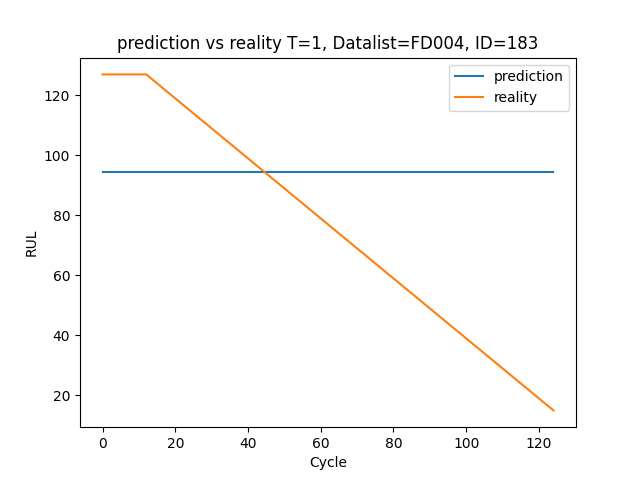 prediction vs reality T=1, Datalist=FD004, ID=183
prediction
reality
RUL
120
100
80
60
40
20
0 20 40 60 80 100 120
Cycle